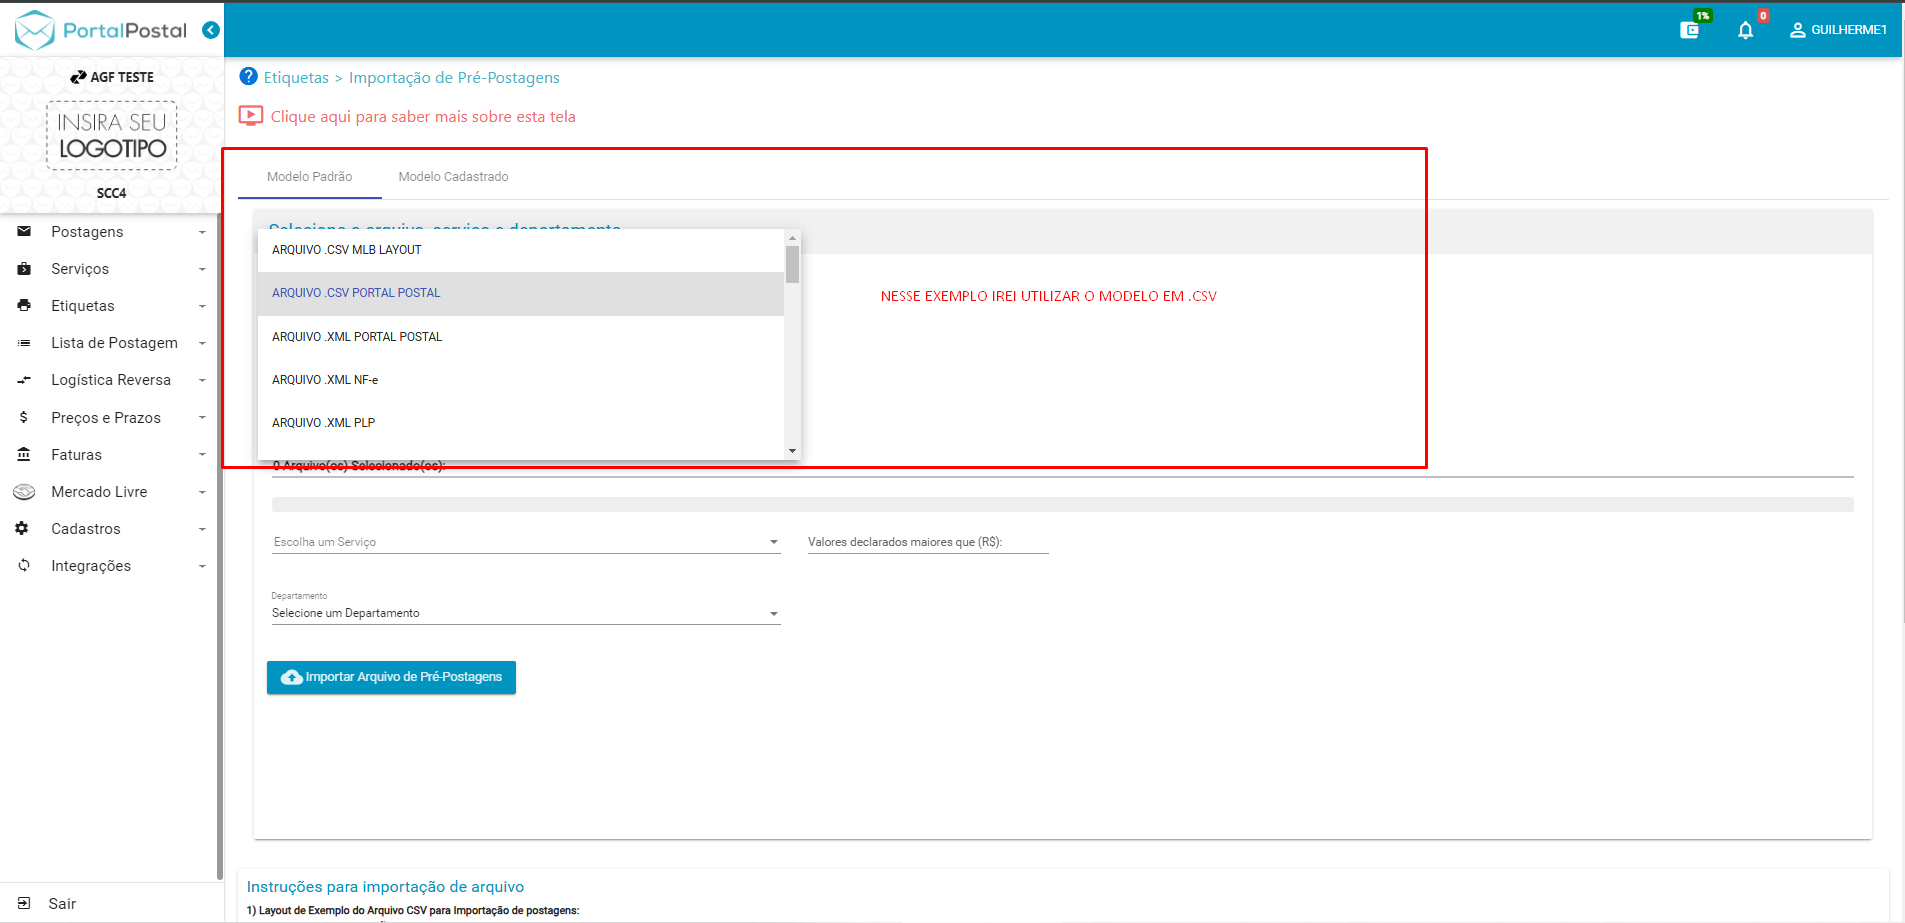 PortalPostal
1%
0
GUILHERME1
AGF TESTE
INSIRA SEU
LOGOTIPO
SCC4
Postagens
Serviços
Etiquetas
Lista de Postagem
Logística Reversa
Preços e Prazos
Faturas
Mercado Livre
Cadastros
Integrações
Sair
Etiquetas > Importação de Pré-Postagens
Clique aqui para saber mais sobre esta tela
Modelo Padrão
Modelo Cadastrado
Selecione o arquivo, serviço e departamento
ARQUIVO .CSV MLB LAYOUT
ARQUIVO .CSV PORTAL POSTAL
ARQUIVO .XML PORTAL POSTAL
ARQUIVO .XML NF-e
ARQUIVO .XML PLP
NESSE EXEMPLO IREI UTILIZAR O MODELO EM .CSV
0 Arquivo(os) Selecionado(os):
Escolha um Serviço
Valores declarados maiores que (R$):
Departamento
Selecione um Departamento
Importar Arquivo de Pré-Postagens
Instruções para importação de arquivo
1) Layout de Exemplo do Arquivo CSV para Importação de postagens: